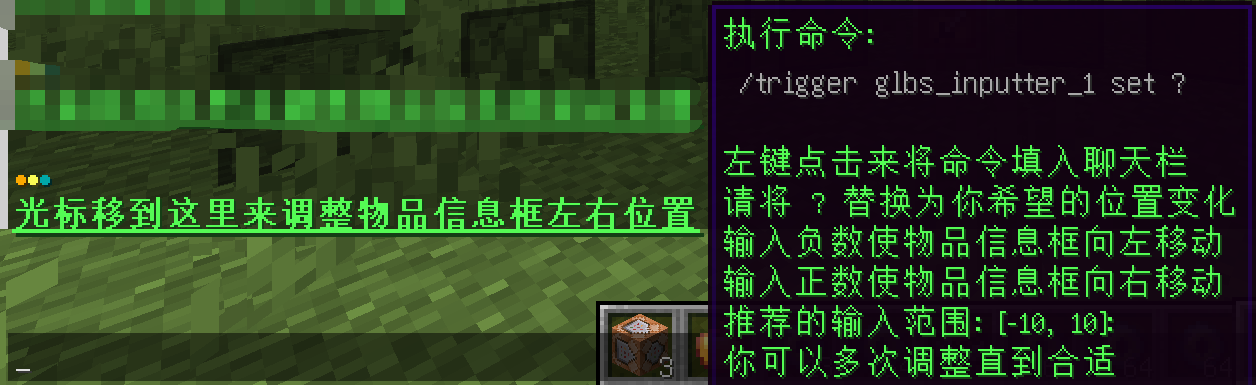 光标移到这里来调整物品信息框左右位置
3
执行命令:
/trigger glbs_inputter_1 set ?
左键点击来将命令填入聊天栏
请将 ? 替换为你希望的位置变化
输入负数使物品信息框向左移动
输入正数使物品信息框向右移动
推荐的输入范围: [-10, 10]:
你可以多次调整直到合适